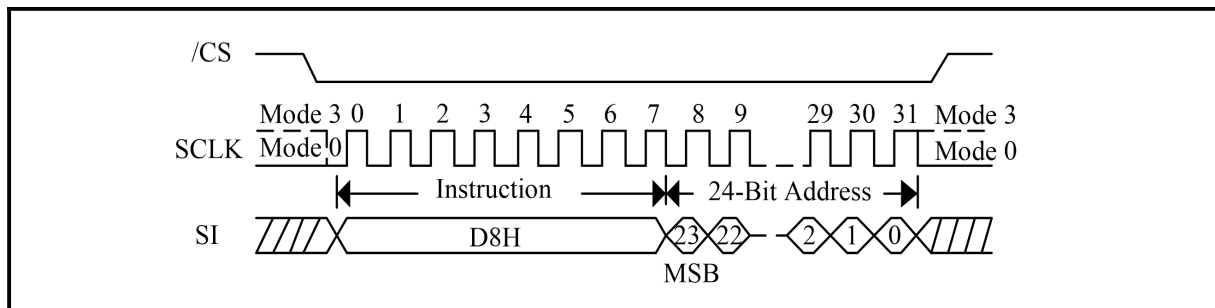 /CS
Mode 3 0 1 2 3 4 5 6 7 8 9 29 30 31 Mode 3
SCLK Mode 0 Mode 0
Instruction 24-Bit Address
SI D8H 23 22 2 1 0
MSB